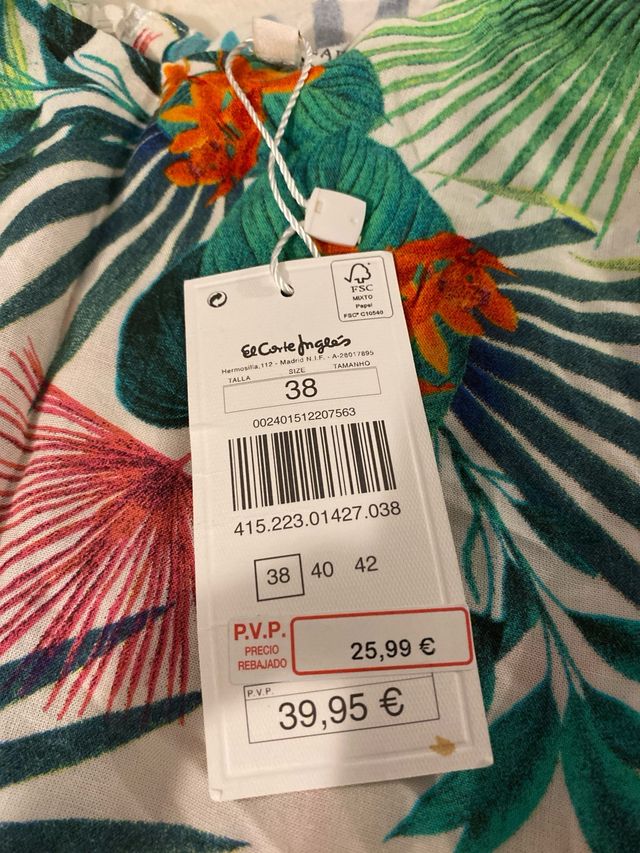 FSC
MIXTO
Papel
FSC® C10540
El Corte Inglés
Hermosilla, 112 - Madrid N.I.F. - A-28017895
TALLA SIZE TAMANHO
38
002401512207563
415.223.01427.038
38 40 42
P.V.P.
PRECIO
REBAJADO
25,99 €
P.V.P.
39,95 €